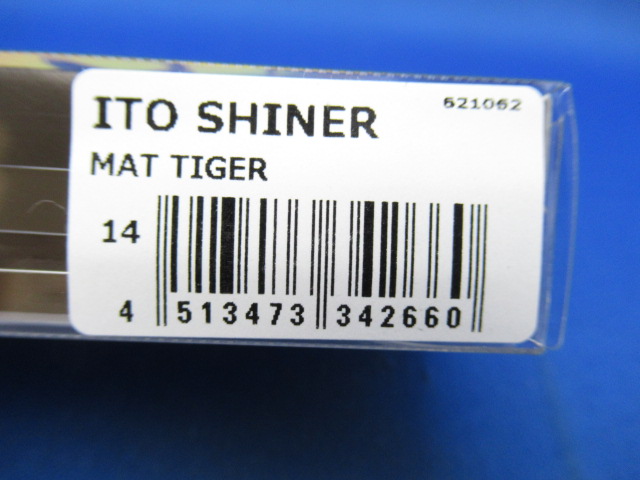 ITO SHINER 621062
MAT TIGER
14
4 513473 342660